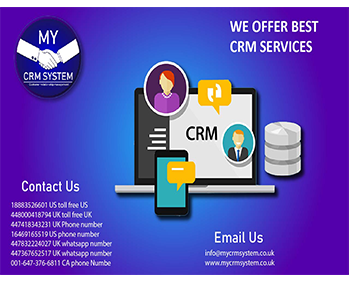 MY
CRM SYSTEM
WE OFFER BEST
CRM SERVICES
CRM
Contact Us
18883526601 US toll free US
448000418794 UK toll free UK
447418343231 UK Phone number
16469165519 US phone number
447832224027 UK whatsapp number
447367652517 UK whatsapp number
001-647-376-6811 CA phone Numbe
Email Us
info@mycrmsystem.co.uk
www.mycrmsystem.co.uk